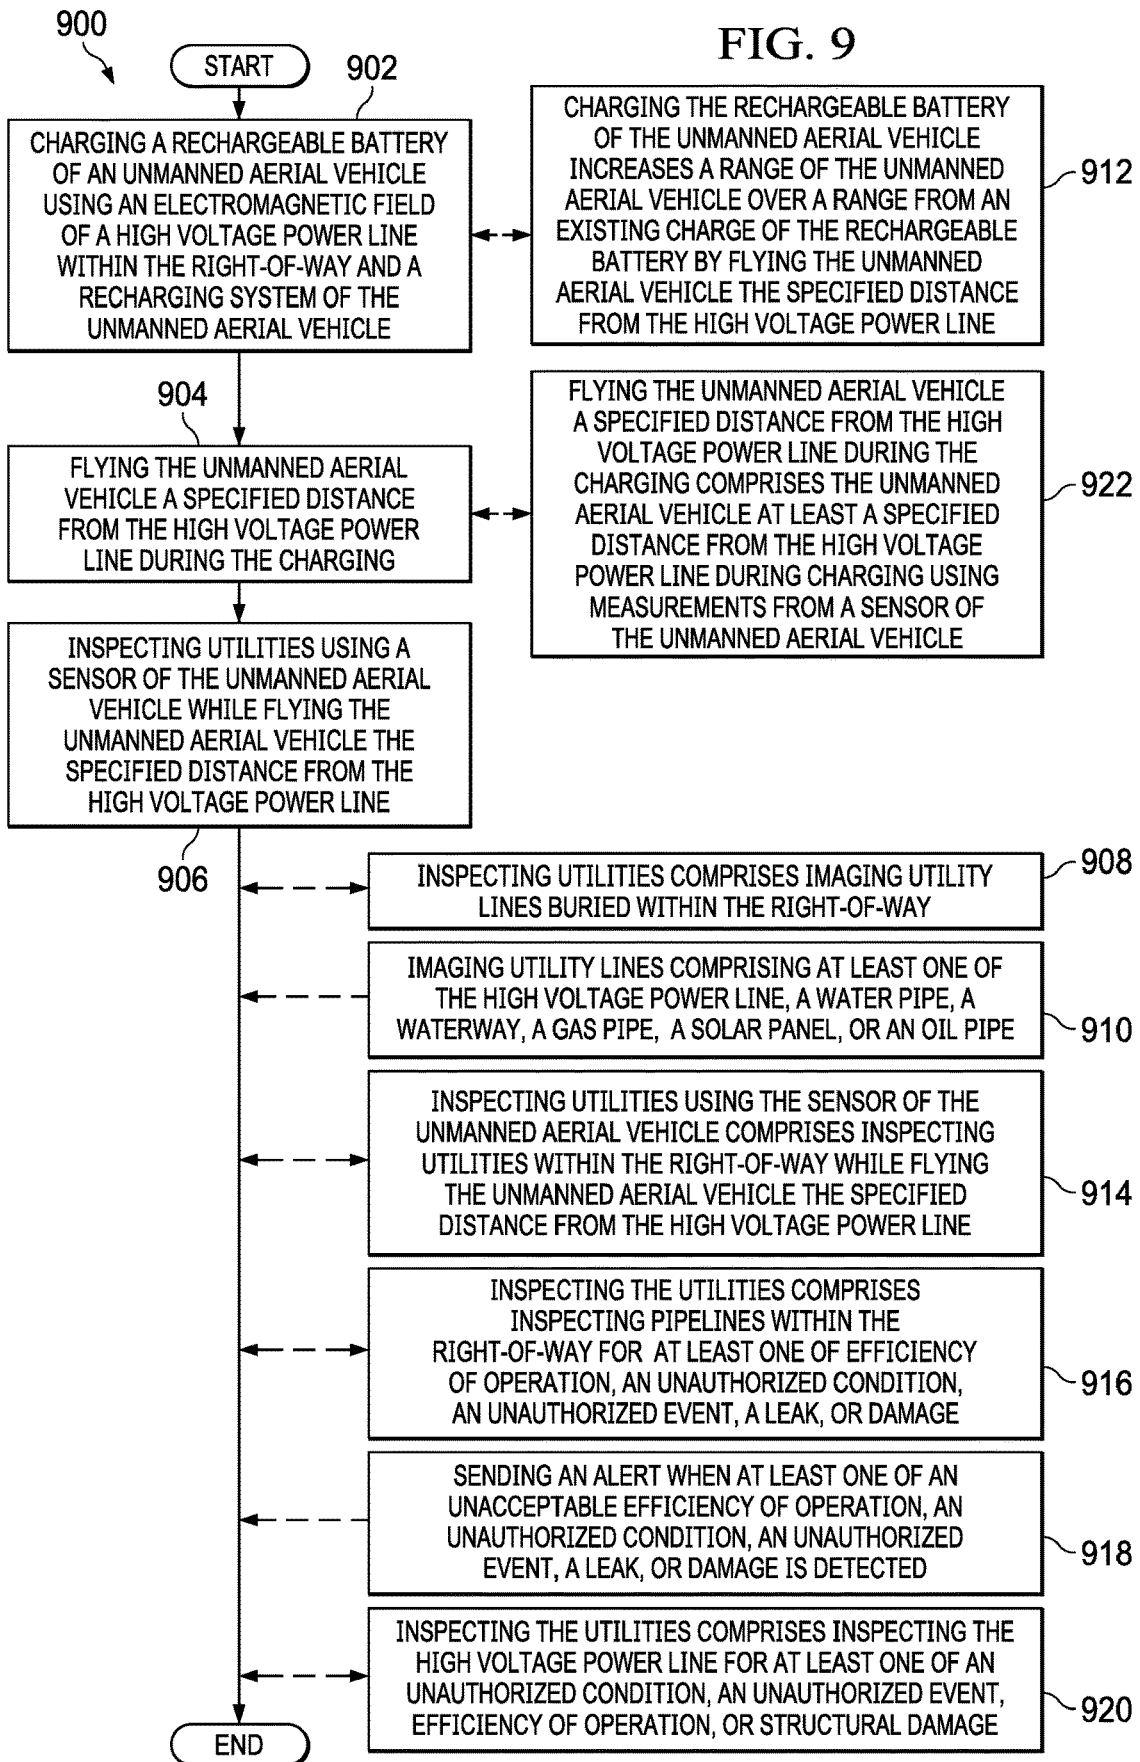 FIG. 9
900
START
902
CHARGING A RECHARGEABLE BATTERY
OF AN UNMANNED AERIAL VEHICLE
USING AN ELECTROMAGNETIC FIELD
OF A HIGH VOLTAGE POWER LINE
WITHIN THE RIGHT-OF-WAY AND A
RECHARGING SYSTEM OF THE
UNMANNED AERIAL VEHICLE
CHARGING THE RECHARGEABLE BATTERY
OF THE UNMANNED AERIAL VEHICLE
INCREASES A RANGE OF THE UNMANNED
AERIAL VEHICLE OVER A RANGE FROM AN
EXISTING CHARGE OF THE RECHARGEABLE
BATTERY BY FLYING THE UNMANNED
AERIAL VEHICLE THE SPECIFIED DISTANCE
FROM THE HIGH VOLTAGE POWER LINE
912
904
FLYING THE UNMANNED AERIAL
VEHICLE A SPECIFIED DISTANCE
FROM THE HIGH VOLTAGE POWER
LINE DURING THE CHARGING
FLYING THE UNMANNED AERIAL VEHICLE
A SPECIFIED DISTANCE FROM THE HIGH
VOLTAGE POWER LINE DURING THE
CHARGING COMPRISES THE UNMANNED
AERIAL VEHICLE AT LEAST A SPECIFIED
DISTANCE FROM THE HIGH VOLTAGE
POWER LINE DURING CHARGING USING
MEASUREMENTS FROM A SENSOR OF
THE UNMANNED AERIAL VEHICLE
922
INSPECTING UTILITIES USING A
SENSOR OF THE UNMANNED AERIAL
VEHICLE WHILE FLYING THE
UNMANNED AERIAL VEHICLE THE
SPECIFIED DISTANCE FROM THE
HIGH VOLTAGE POWER LINE
906
INSPECTING UTILITIES COMPRISES IMAGING UTILITY
LINES BURIED WITHIN THE RIGHT-OF-WAY
908
IMAGING UTILITY LINES COMPRISING AT LEAST ONE OF
THE HIGH VOLTAGE POWER LINE, A WATER PIPE, A
WATERWAY, A GAS PIPE, A SOLAR PANEL, OR AN OIL PIPE
910
INSPECTING UTILITIES USING THE SENSOR OF THE
UNMANNED AERIAL VEHICLE COMPRISES INSPECTING
UTILITIES WITHIN THE RIGHT-OF-WAY WHILE FLYING
THE UNMANNED AERIAL VEHICLE THE SPECIFIED
DISTANCE FROM THE HIGH VOLTAGE POWER LINE
914
INSPECTING THE UTILITIES COMPRISES
INSPECTING PIPELINES WITHIN THE
RIGHT-OF-WAY FOR AT LEAST ONE OF EFFICIENCY
OF OPERATION, AN UNAUTHORIZED CONDITION,
AN UNAUTHORIZED EVENT, A LEAK, OR DAMAGE
916
SENDING AN ALERT WHEN AT LEAST ONE OF AN
UNACCEPTABLE EFFICIENCY OF OPERATION, AN
UNAUTHORIZED CONDITION, AN UNAUTHORIZED
EVENT, A LEAK, OR DAMAGE IS DETECTED
918
INSPECTING THE UTILITIES COMPRISES INSPECTING THE
HIGH VOLTAGE POWER LINE FOR AT LEAST ONE OF AN
UNAUTHORIZED CONDITION, AN UNAUTHORIZED EVENT,
EFFICIENCY OF OPERATION, OR STRUCTURAL DAMAGE
920
END